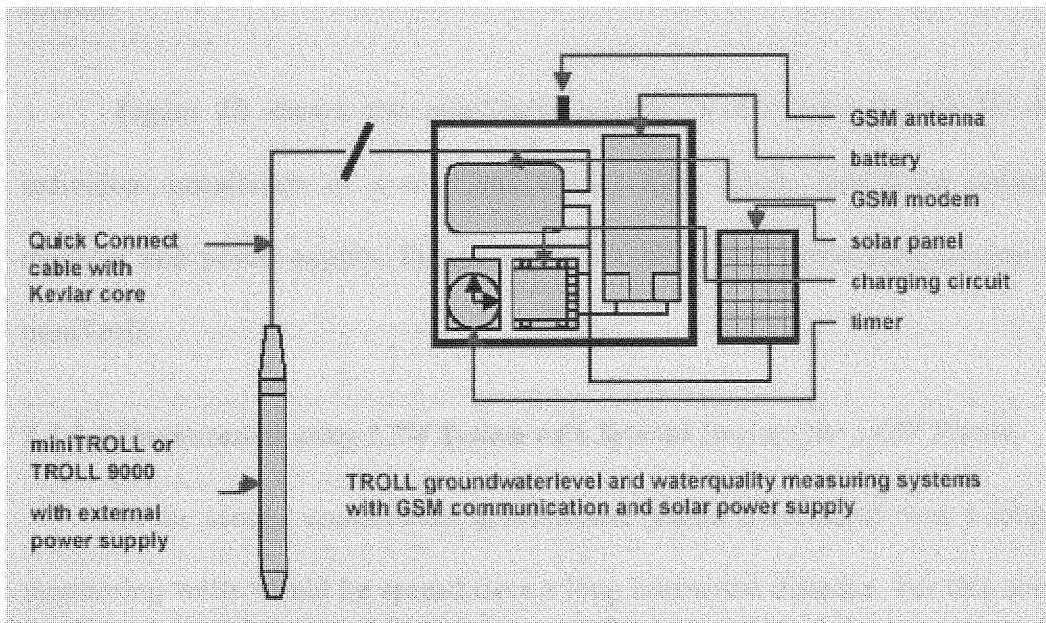 GSM antenna
battery
GSM modem
solar panel
charging circuit
timer
Quick Connect
cable with
Kevlar core
miniTROLL or
TROLL 9000
with external
power supply
TROLL groundwaterlevel and waterquality measuring systems
with GSM communication and solar power supply